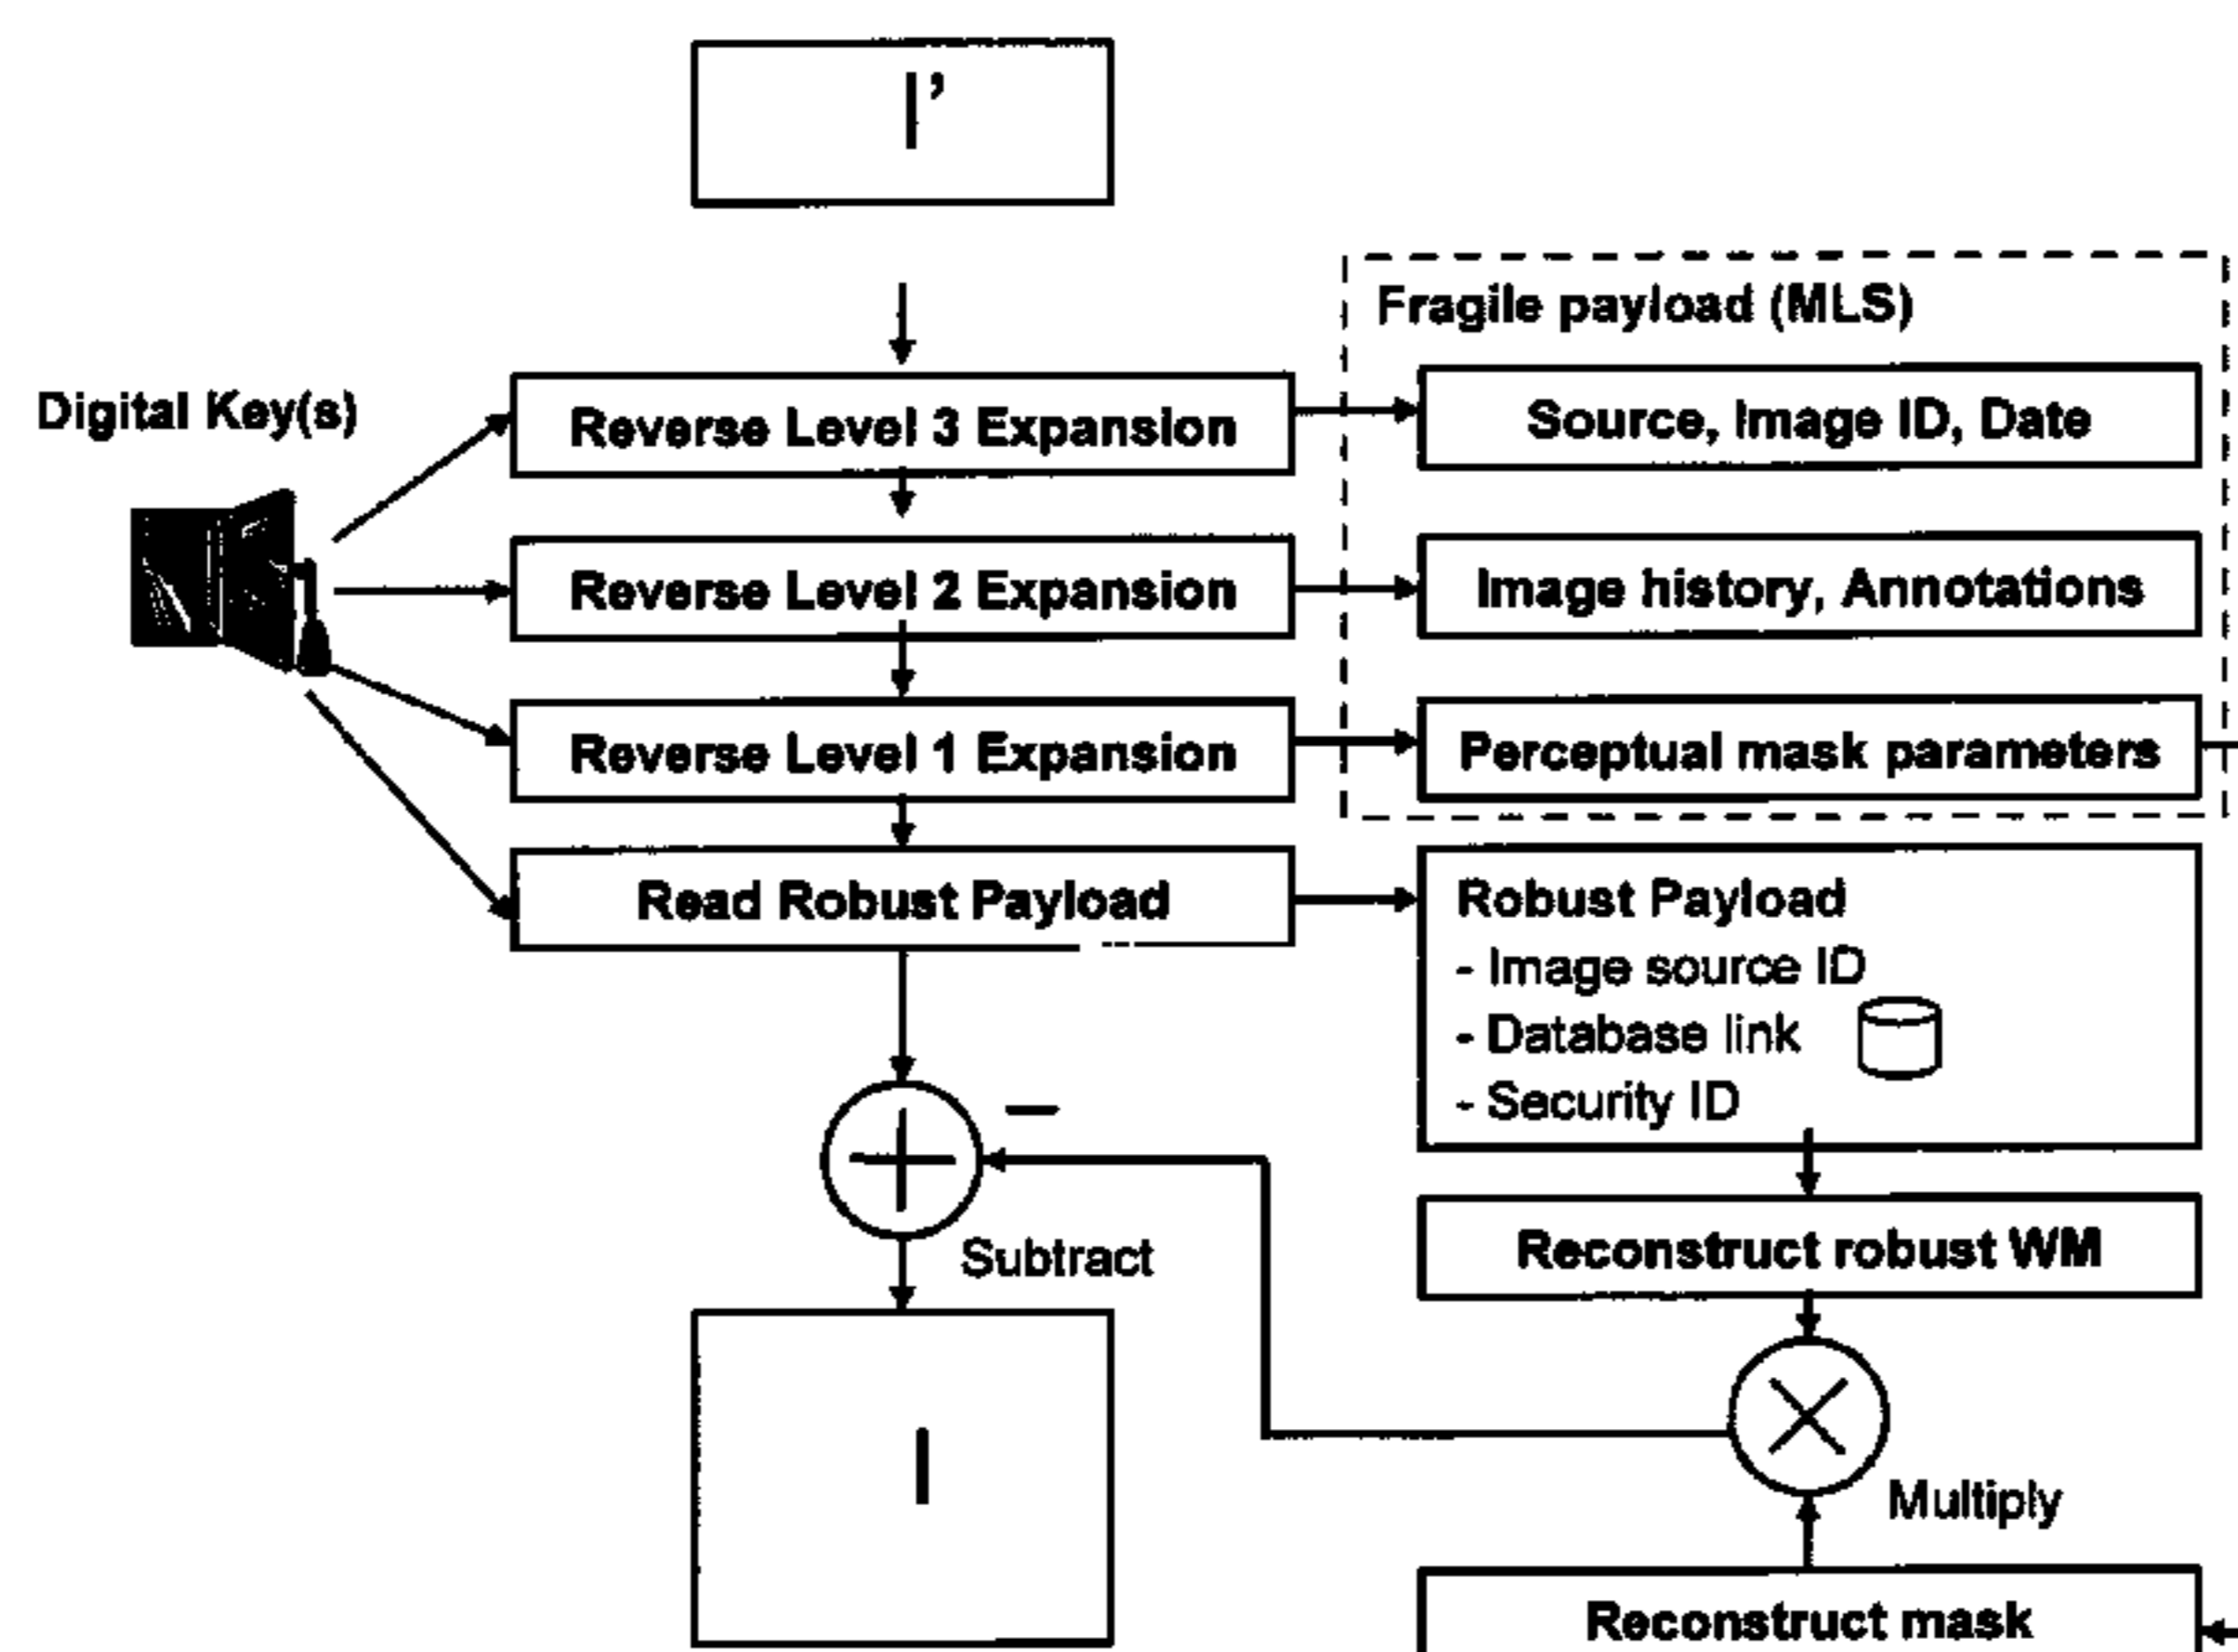 I’
Fragile payload (MLS)
Digital Key(s)
Reverse Level 3 Expansion
Source, Image ID, Date
Reverse Level 2 Expansion
Image history, Annotations
Reverse Level 1 Expansion
Perceptual mask parameters
Read Robust Payload
Robust Payload
- Image source ID
- Database link
- Security ID
–
Subtract
Reconstruct robust WM
I
Multiply
Reconstruct mask